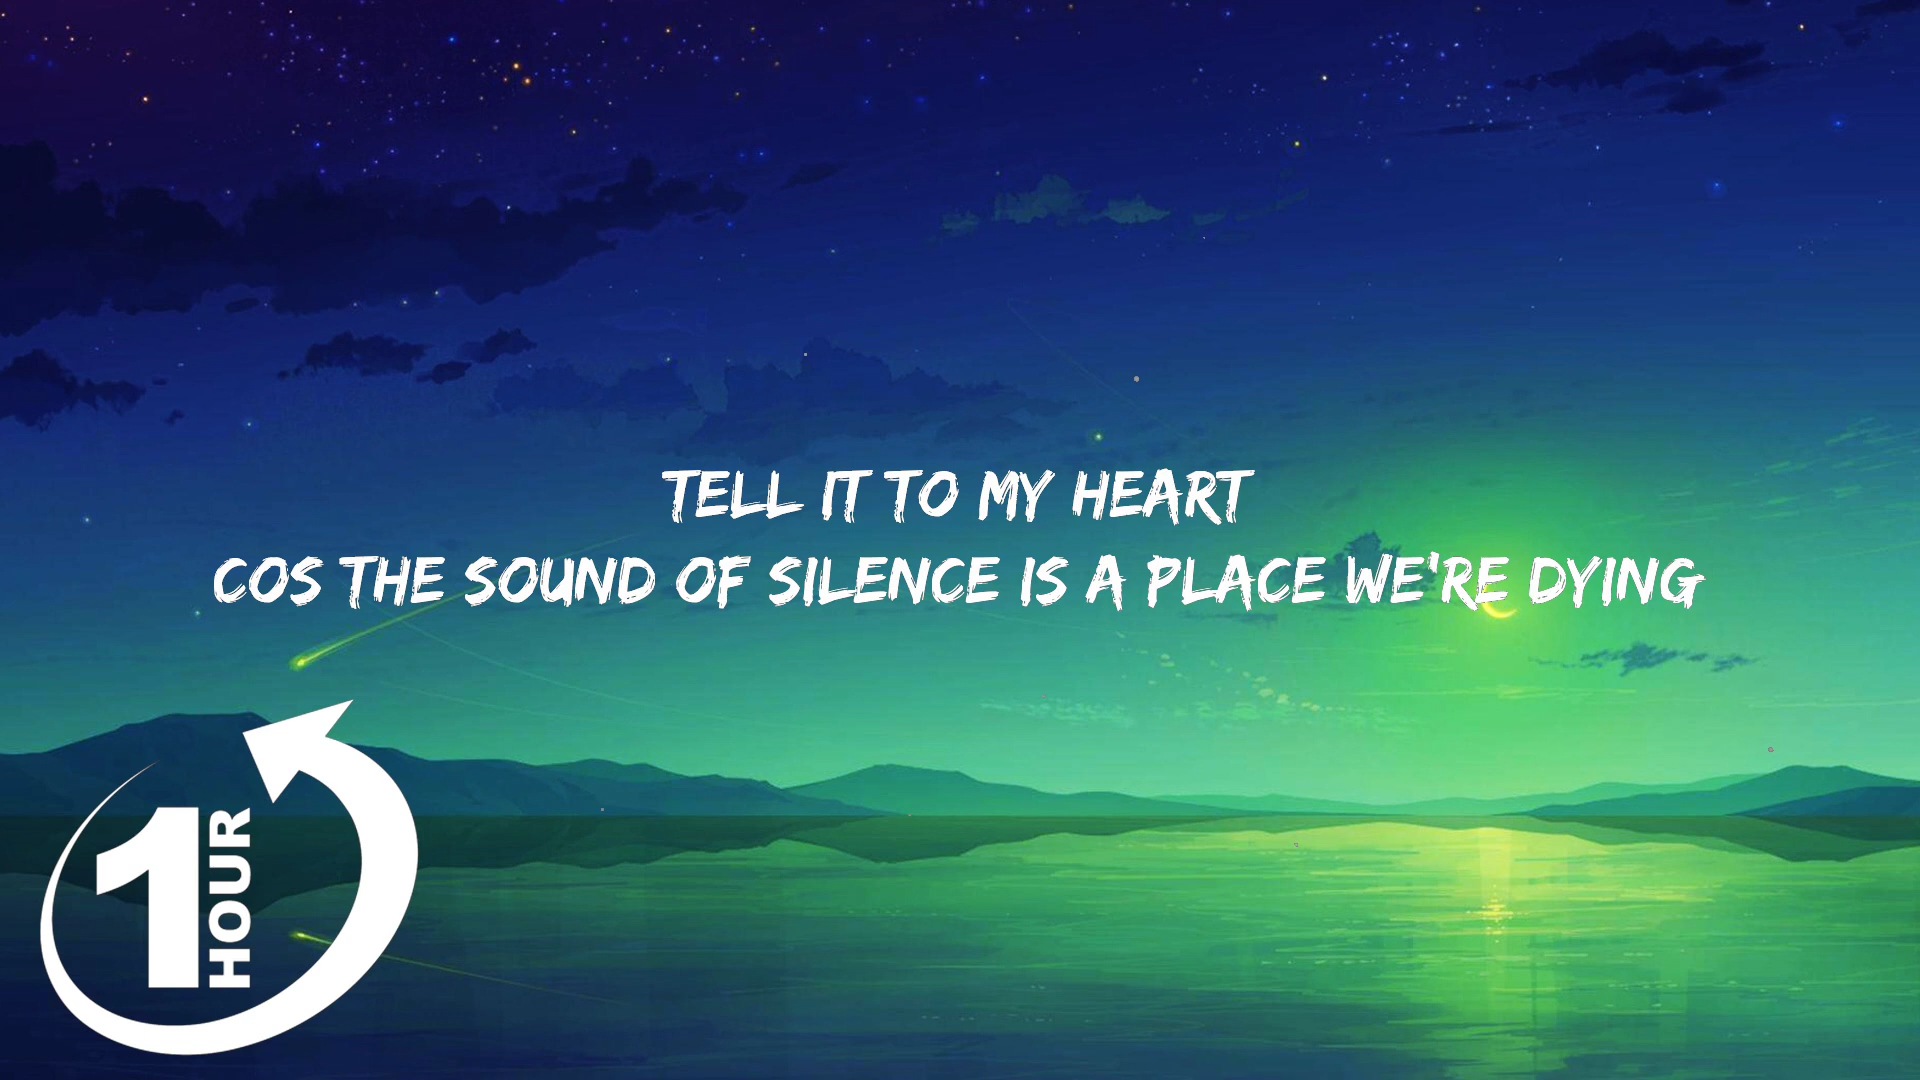 TELL IT TO MY HEART
COS THE SOUND OF SILENCE IS A PLACE WE'RE DYING
1 HOUR